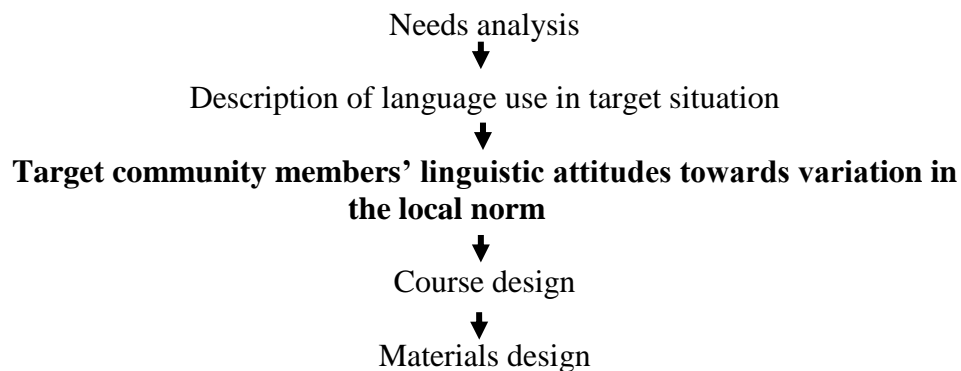 Needs analysis
Description of language use in target situation
Target community members’ linguistic attitudes towards variation in
the local norm
Course design
Materials design